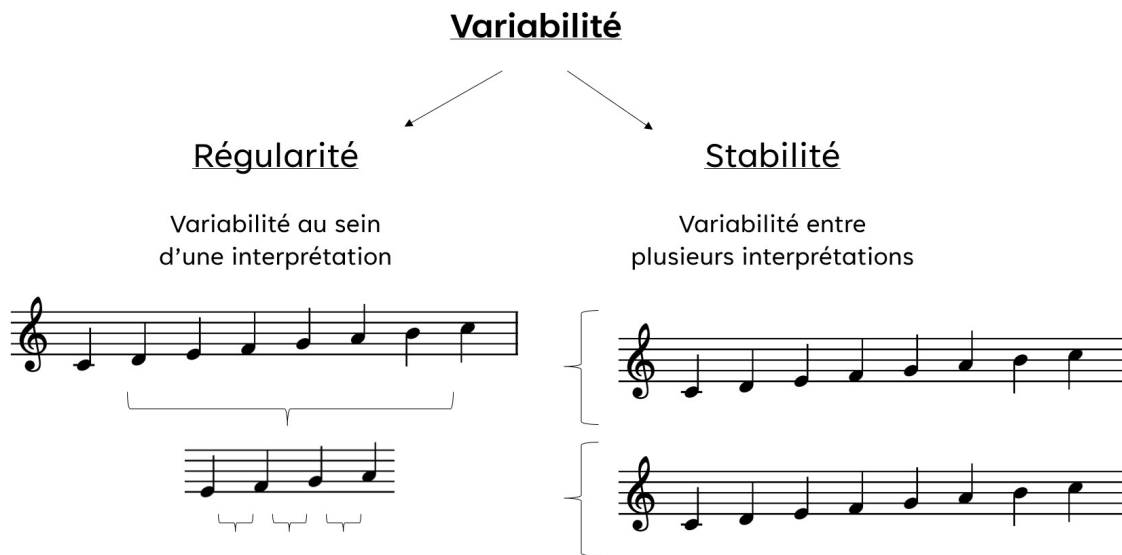 Variabilité
Régularité
Variabilité au sein
d’une interprétation
Stabilité
Variabilité entre
plusieurs interprétations